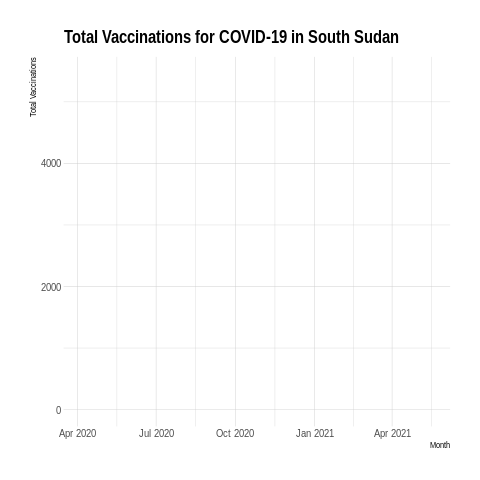 Total Vaccinations for COVID-19 in South Sudan
Total Vaccinations
4000
2000
0
Apr 2020 Jul 2020 Oct 2020 Jan 2021 Apr 2021
Month